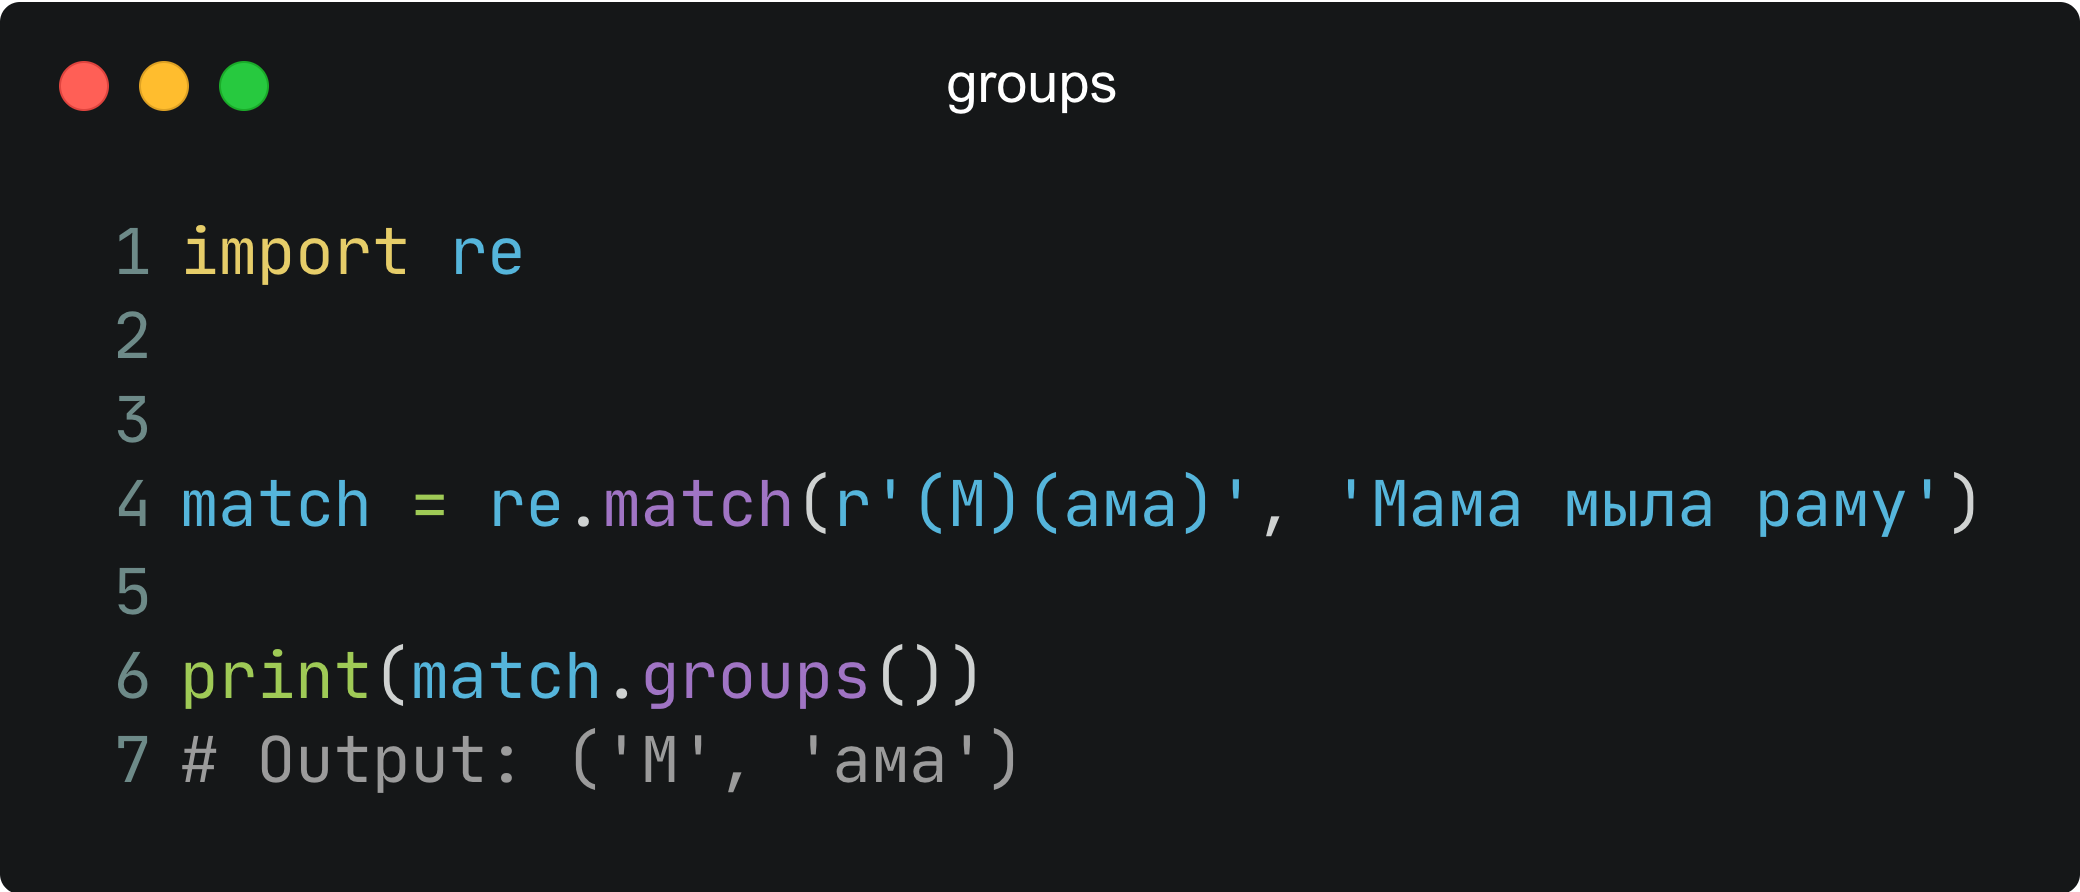 groups
1 import re
2
3
4 match = re.match(r'(М)(ама)', 'Мама мыла раму')
5
6 print(match.groups())
7 # Output: ('М', 'ама')